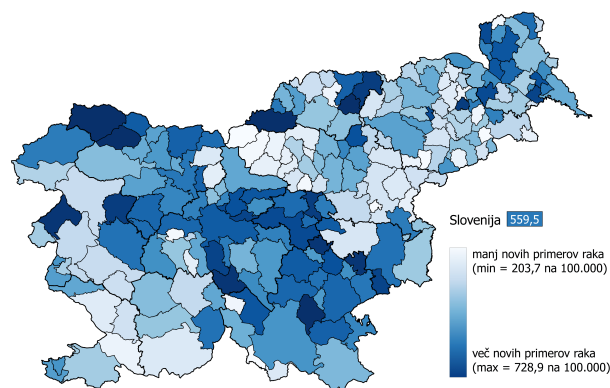 Slovenija 559,5
manj novih primerov raka
(min = 203,7 na 100.000)
več novih primerov raka
(max = 728,9 na 100.000)